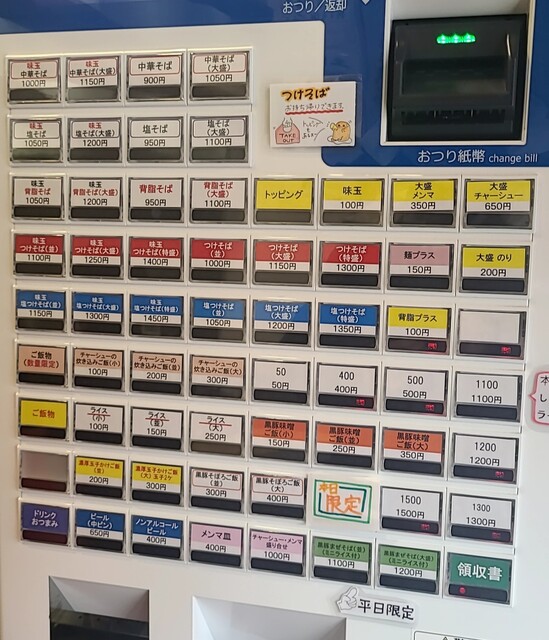 おつり／返却
味玉
中華そば
1000円
味玉
中華そば(大盛)
1150円
中華そば
900円
中華そば
(大盛)
1050円
つけそば
お持ち帰りできます
TAKE
OUT
おつり紙幣 change bill
味玉
塩そば
1050円
味玉
塩そば(大盛)
1200円
塩そば
950円
塩そば
(大盛)
1100円
味玉
背脂そば
1050円
味玉
背脂そば(大盛)
1200円
背脂そば
950円
背脂そば
(大盛)
1100円
トッピング
味玉
100円
大盛
メンマ
350円
大盛
チャーシュー
650円
味玉
つけそば(並)
1100円
味玉
つけそば(大盛)
1250円
味玉
つけそば(特盛)
1400円
つけそば
(並)
1000円
つけそば
(大盛)
1150円
つけそば
(特盛)
1300円
麺プラス
150円
大盛 のり
200円
味玉
塩つけそば(並)
1150円
味玉
塩つけそば(大盛)
1300円
味玉
塩つけそば(特盛)
1450円
塩つけそば
(並)
1050円
塩つけそば
(大盛)
1200円
塩つけそば
(特盛)
1350円
背脂プラス
100円
ご飯物
(数量限定)
チャーシューの
炊き込みご飯(小)
100円
チャーシューの
炊き込みご飯(並)
200円
チャーシューの
炊き込みご飯(大)
300円
50
50円
400
400円
500
500円
1100
1100円
ご飯物
ライス
(小)
100円
ライス
(並)
150円
ライス
(大)
250円
黒豚味噌
ご飯(小)
150円
黒豚味噌
ご飯(並)
250円
黒豚味噌
ご飯(大)
350円
1200
1200円
濃厚玉子かけご飯
(並)
200円
濃厚玉子かけご飯
(大)玉子2ケ
300円
黒豚そぼろご飯
(並)
300円
黒豚そぼろご飯
(大)
400円
平日
限定
1500
1500円
1300
1300円
ドリンク
おつまみ
ビール
(中ビン)
650円
ノンアルコール
ビール
400円
メンマ皿
400円
チャーシュー・メンマ
盛り合せ
1000円
黒豚まぜそば(並)
(ミニライス付)
1100円
黒豚まぜそば(大盛)
(ミニライス付)
1200円
領収書
平日限定